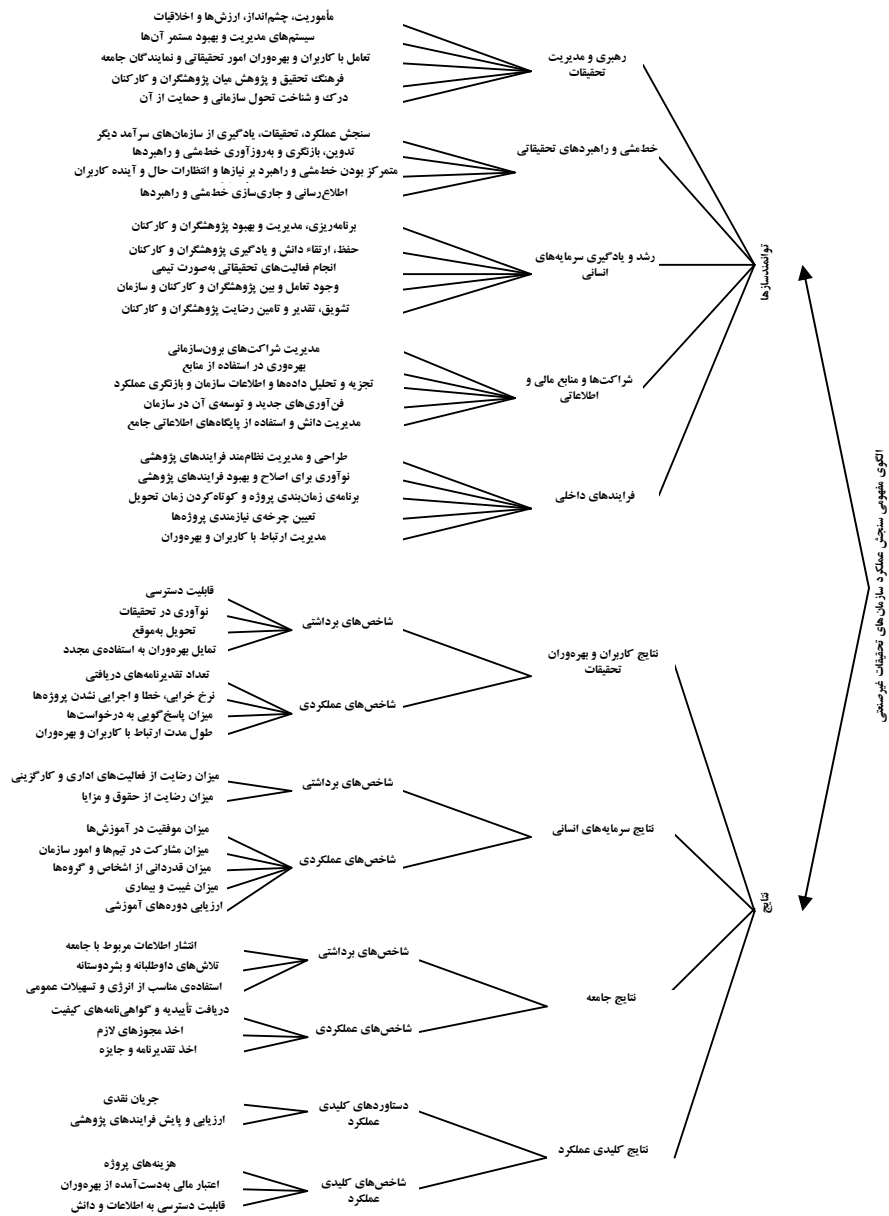 الگوی مفهومی سنجش عملکرد سازمان‌های تحقیقات غیرصنعتی
توانمندسازها
رهبری و مدیریت
تحقیقات
مأموریت، چشم‌انداز، ارزش‌ها و اخلاقیات
سیستم‌های مدیریت و بهبود مستمر آن‌ها
تعامل با کاربران و بهره‌وران امور تحقیقاتی و نمایندگان جامعه
فرهنگ تحقیق و پژوهش میان پژوهشگران و کارکنان
درک و شناخت تحول سازمانی و حمایت از آن
خط‌مشی و راهبردهای تحقیقاتی
سنجش عملکرد، تحقیقات، یادگیری از سازمان‌های سرآمد دیگر
تدوین، بازنگری و به‌روزآوری خط‌مشی و راهبردها
متمرکز بودن خط‌مشی و راهبرد بر نیازها و انتظارات حال و آینده کاربران
اطلاع‌رسانی و جاری‌سازی خط‌مشی و راهبردها
رشد و یادگیری سرمایه‌های
انسانی
برنامه‌ریزی، مدیریت و بهبود پژوهشگران و کارکنان
حفظ، ارتقاء دانش و یادگیری پژوهشگران و کارکنان
انجام فعالیت‌های تحقیقاتی به‌صورت تیمی
وجود تعامل و بین پژوهشگران و کارکنان و سازمان
تشویق، تقدیر و تامین رضایت پژوهشگران و کارکنان
شراکت‌ها و منابع مالی و
اطلاعاتی
مدیریت شراکت‌های برون‌سازمانی
بهره‌وری در استفاده از منابع
تجزیه و تحلیل داده‌ها و اطلاعات سازمان و بازنگری عملکرد
فن‌آوری‌های جدید و توسعه‌ی آن در سازمان
مدیریت دانش و استفاده از پایگاه‌های اطلاعاتی جامع
فرایندهای داخلی
طراحی و مدیریت نظام‌مند فرایندهای پژوهشی
نوآوری برای اصلاح و بهبود فرایندهای پژوهشی
برنامه‌ی زمان‌بندی پروژه و کوتاه‌کردن زمان تحویل
تعیین چرخه‌ی نیازمندی پروژه‌ها
مدیریت ارتباط با کاربران و بهره‌وران
نتایج
نتایج کاربران و بهره‌وران
تحقیقات
شاخص‌های برداشتی
قابلیت دسترسی
نوآوری در تحقیقات
تحویل به‌موقع
تمایل بهره‌وران به استفاده‌ی مجدد
شاخص‌های عملکردی
تعداد تقدیرنامه‌های دریافتی
نرخ خرابی، خطا و اجرایی نشدن پروژه‌ها
میزان پاسخ‌گویی به درخواست‌ها
طول مدت ارتباط با کاربران و بهره‌وران
نتایج سرمایه‌های انسانی
شاخص‌های برداشتی
میزان رضایت از فعالیت‌های اداری و کارگزینی
میزان رضایت از حقوق و مزایا
شاخص‌های عملکردی
میزان موفقیت در آموزش‌ها
میزان مشارکت در تیم‌ها و امور سازمان
میزان قدردانی از اشخاص و گروه‌ها
میزان غیبت و بیماری
ارزیابی دوره‌های آموزشی
نتایج جامعه
شاخص‌های برداشتی
انتشار اطلاعات مربوط با جامعه
تلاش‌های داوطلبانه و بشردوستانه
استفاده‌ی مناسب از انرژی و تسهیلات عمومی
شاخص‌های عملکردی
دریافت تأییدیه و گواهی‌نامه‌های کیفیت
اخذ مجوزهای لازم
اخذ تقدیرنامه و جایزه
نتایج کلیدی عملکرد
دستاوردهای کلیدی
عملکرد
جریان نقدی
ارزیابی و پایش فرایندهای پژوهشی
شاخص‌های کلیدی
عملکرد
هزینه‌های پروژه
اعتبار مالی به‌دست‌آمده از بهره‌وران
قابلیت دسترسی به اطلاعات و دانش